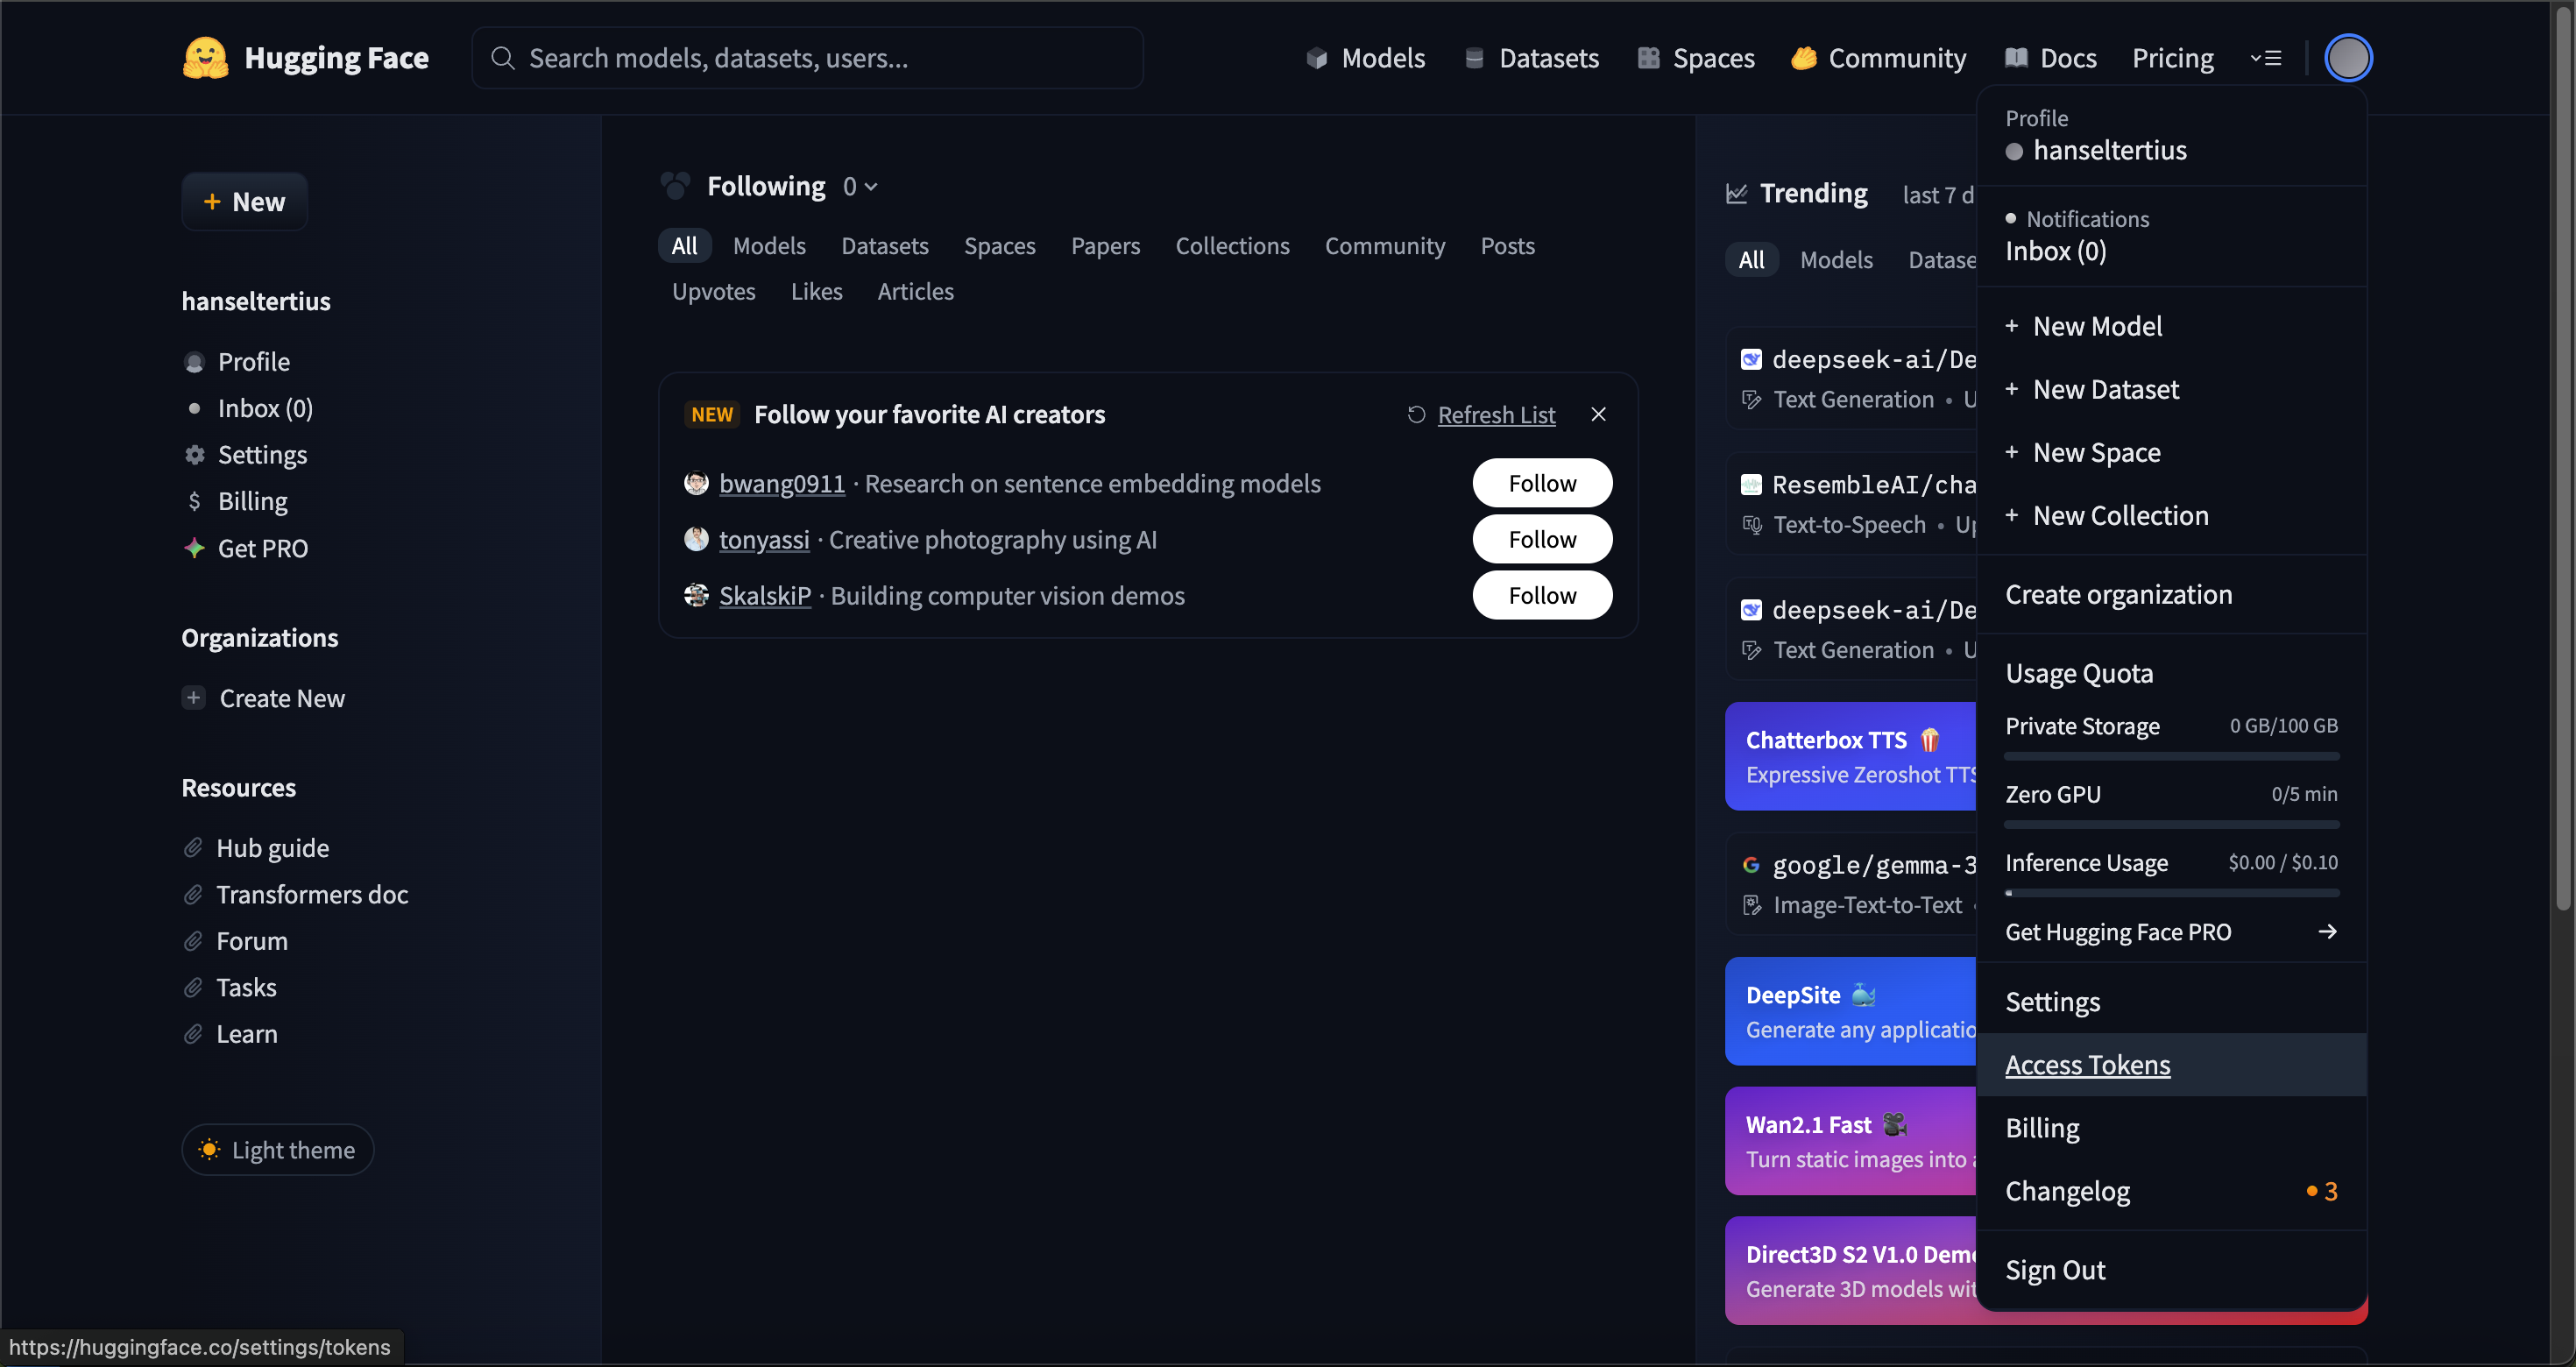 Hugging Face
Search models, datasets, users...
Models
Datasets
Spaces
Community
Docs
Pricing
+ New
hanseltertius
Profile
Inbox (0)
Settings
$ Billing
Get PRO
Organizations
+ Create New
Resources
Hub guide
Transformers doc
Forum
Tasks
Learn
Light theme
Following 0
All Models Datasets Spaces Papers Collections Community Posts
Upvotes Likes Articles
NEW Follow your favorite AI creators Refresh List
bwang0911 · Research on sentence embedding models Follow
tonyassi · Creative photography using AI Follow
SkalskiP · Building computer vision demos Follow
Trending last 7 d
All Models Datase
deepseek-ai/De
Text Generation • U
ResembleAI/cha
Text-to-Speech • Up
deepseek-ai/De
Text Generation • U
Chatterbox TTS 🍿
Expressive Zeroshot TTS
google/gemma-3
Image-Text-to-Text
DeepSite 🐳
Generate any applicatio
Wan2.1 Fast 🎥
Turn static images into a
Direct3D S2 V1.0 Demo
Generate 3D models wit
Profile
hanseltertius
Notifications
Inbox (0)
+ New Model
+ New Dataset
+ New Space
+ New Collection
Create organization
Usage Quota
Private Storage 0 GB/100 GB
Zero GPU 0/5 min
Inference Usage $0.00 / $0.10
Get Hugging Face PRO →
Settings
Access Tokens
Billing
Changelog • 3
Sign Out
https://huggingface.co/settings/tokens